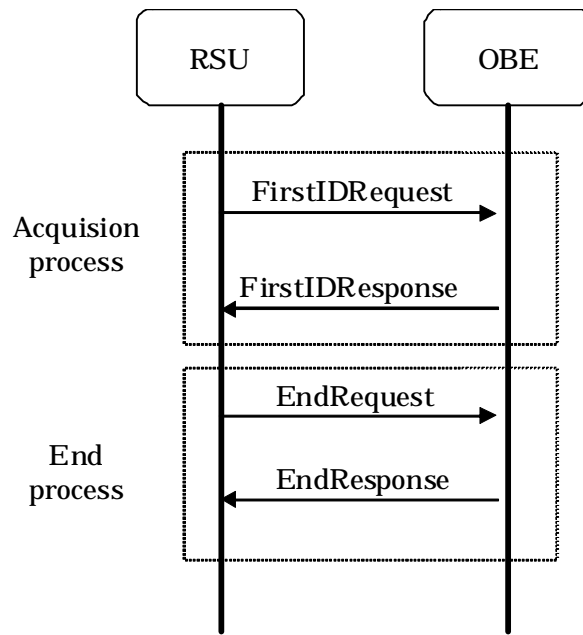 RSU
OBE
Acquision
process
FirstIDRequest
FirstIDResponse
End
process
EndRequest
EndResponse